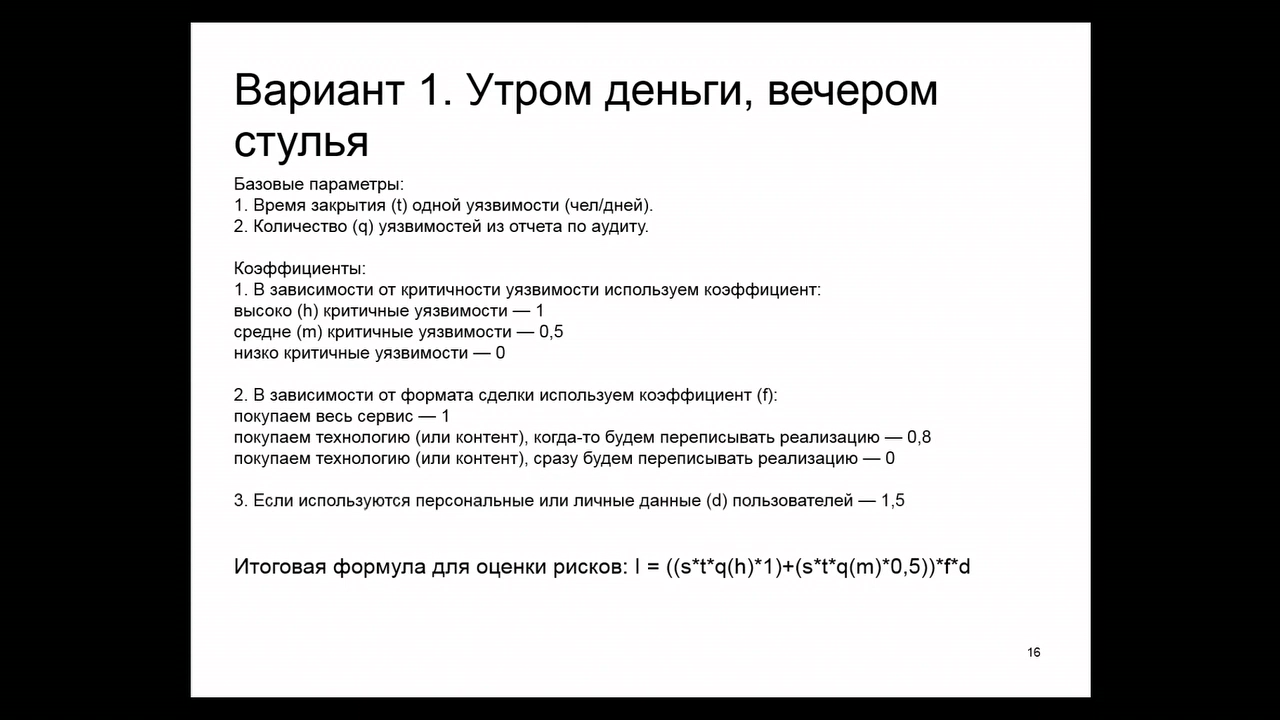 Вариант 1. Утром деньги, вечером
стулья
Базовые параметры:
1. Время закрытия (t) одной уязвимости (чел/дней).
2. Количество (q) уязвимостей из отчета по аудиту.
Коэффициенты:
1. В зависимости от критичности уязвимости используем коэффициент:
высоко (h) критичные уязвимости — 1
средне (m) критичные уязвимости — 0,5
низко критичные уязвимости — 0
2. В зависимости от формата сделки используем коэффициент (f):
покупаем весь сервис — 1
покупаем технологию (или контент), когда-то будем переписывать реализацию — 0,8
покупаем технологию (или контент), сразу будем переписывать реализацию — 0
3. Если используются персональные или личные данные (d) пользователей — 1,5
Итоговая формула для оценки рисков: I = ((s*t*q(h)*1)+(s*t*q(m)*0,5))*f*d
16